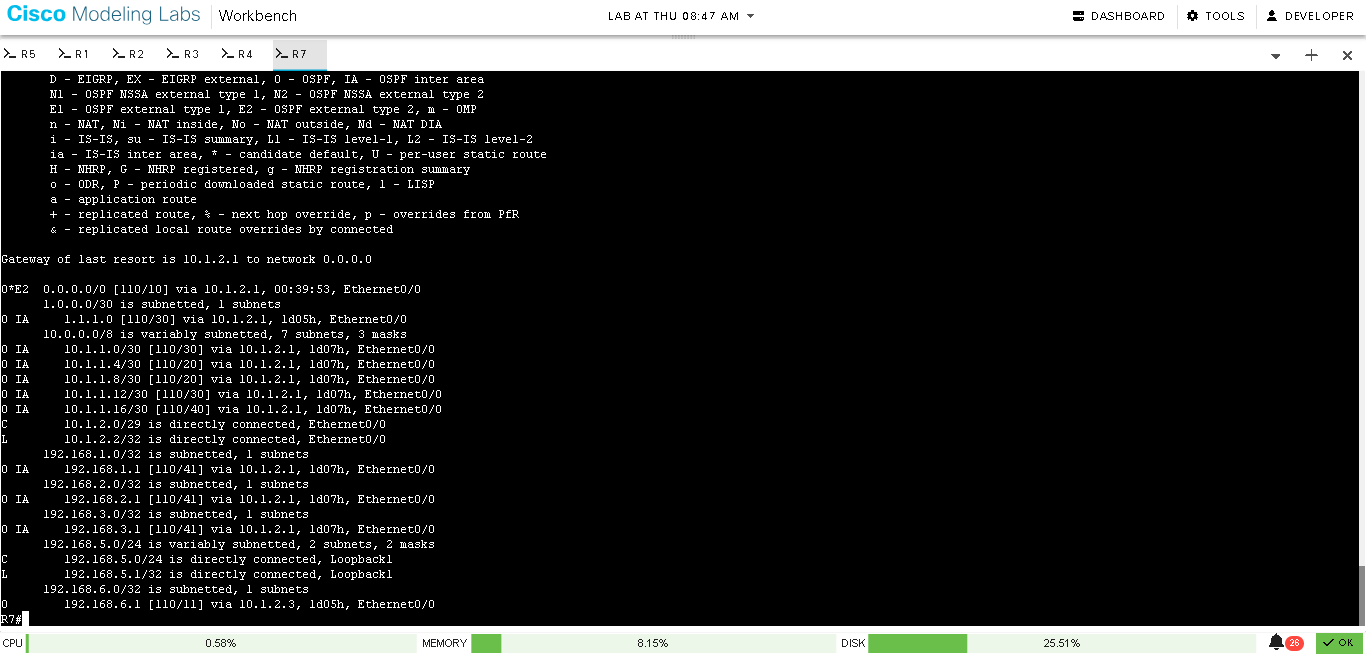 Cisco Modeling Labs Workbench LAB AT THU 08:47 AM DASHBOARD TOOLS DEVELOPER
R5 R1 R2 R3 R4 R7
D - EIGRP, EX - EIGRP external, O - OSPF, IA - OSPF inter area
N1 - OSPF NSSA external type 1, N2 - OSPF NSSA external type 2
E1 - OSPF external type 1, E2 - OSPF external type 2, m - OMP
n - NAT, Ni - NAT inside, No - NAT outside, Nd - NAT DIA
i - IS-IS, su - IS-IS summary, L1 - IS-IS level-1, L2 - IS-IS level-2
ia - IS-IS inter area, * - candidate default, U - per-user static route
H - NHRP, G - NHRP registered, g - NHRP registration summary
o - ODR, P - periodic downloaded static route, l - LISP
a - application route
+ - replicated route, % - next hop override, p - overrides from PfR
& - replicated local route overrides by connected
Gateway of last resort is 10.1.2.1 to network 0.0.0.0
O*E2 0.0.0.0/0 [110/10] via 10.1.2.1, 00:39:53, Ethernet0/0
1.0.0.0/30 is subnetted, 1 subnets
O IA 1.1.1.0 [110/30] via 10.1.2.1, 1d05h, Ethernet0/0
10.0.0.0/8 is variably subnetted, 7 subnets, 3 masks
O IA 10.1.1.0/30 [110/30] via 10.1.2.1, 1d07h, Ethernet0/0
O IA 10.1.1.4/30 [110/20] via 10.1.2.1, 1d07h, Ethernet0/0
O IA 10.1.1.8/30 [110/20] via 10.1.2.1, 1d07h, Ethernet0/0
O IA 10.1.1.12/30 [110/30] via 10.1.2.1, 1d07h, Ethernet0/0
O IA 10.1.1.16/30 [110/40] via 10.1.2.1, 1d07h, Ethernet0/0
C 10.1.2.0/29 is directly connected, Ethernet0/0
L 10.1.2.2/32 is directly connected, Ethernet0/0
192.168.1.0/32 is subnetted, 1 subnets
O IA 192.168.1.1 [110/41] via 10.1.2.1, 1d07h, Ethernet0/0
192.168.2.0/32 is subnetted, 1 subnets
O IA 192.168.2.1 [110/41] via 10.1.2.1, 1d07h, Ethernet0/0
192.168.3.0/32 is subnetted, 1 subnets
O IA 192.168.3.1 [110/41] via 10.1.2.1, 1d07h, Ethernet0/0
192.168.5.0/24 is variably subnetted, 2 subnets, 2 masks
C 192.168.5.0/24 is directly connected, Loopback1
L 192.168.5.1/32 is directly connected, Loopback1
192.168.6.0/32 is subnetted, 1 subnets
O 192.168.6.1 [110/11] via 10.1.2.3, 1d05h, Ethernet0/0
R7#
CPU 0.58% MEMORY 8.15% DISK 25.51% 26 OK